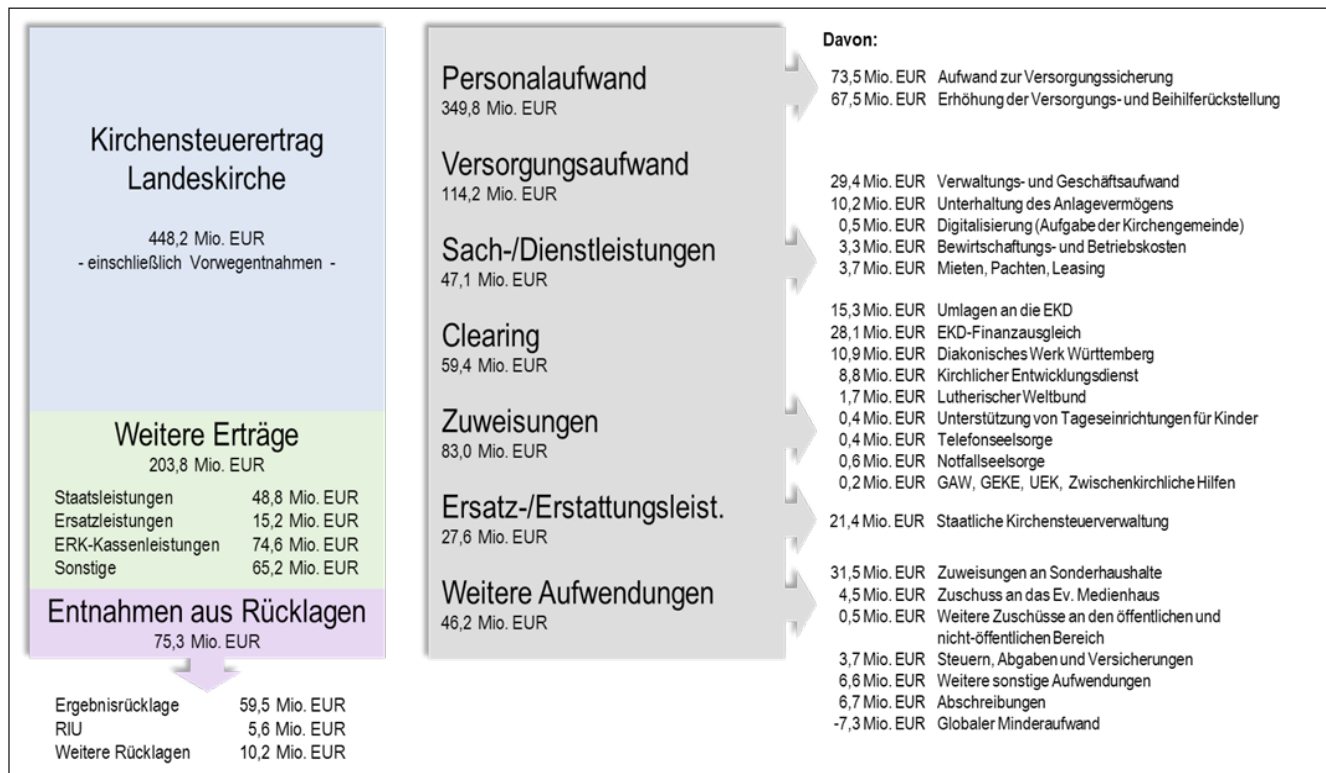 Kirchensteuerertrag
Landeskirche
448,2 Mio. EUR
- einschließlich Vorwegentnahmen -
Weitere Erträge
203,8 Mio. EUR
Staatsleistungen 48,8 Mio. EUR
Ersatzleistungen 15,2 Mio. EUR
ERK-Kassenleistungen 74,6 Mio. EUR
Sonstige 65,2 Mio. EUR
Entnahmen aus Rücklagen
75,3 Mio. EUR
Ergebnisrücklage 59,5 Mio. EUR
RIU 5,6 Mio. EUR
Weitere Rücklagen 10,2 Mio. EUR
Personalaufwand
349,8 Mio. EUR
Versorgungsaufwand
114,2 Mio. EUR
Sach-/Dienstleistungen
47,1 Mio. EUR
Clearing
59,4 Mio. EUR
Zuweisungen
83,0 Mio. EUR
Ersatz-/Erstattungsleist.
27,6 Mio. EUR
Weitere Aufwendungen
46,2 Mio. EUR
Davon:
73,5 Mio. EUR Aufwand zur Versorgungssicherung
67,5 Mio. EUR Erhöhung der Versorgungs- und Beihilferückstellung
29,4 Mio. EUR Verwaltungs- und Geschäftsaufwand
10,2 Mio. EUR Unterhaltung des Anlagevermögens
0,5 Mio. EUR Digitalisierung (Aufgabe der Kirchengemeinde)
3,3 Mio. EUR Bewirtschaftungs- und Betriebskosten
3,7 Mio. EUR Mieten, Pachten, Leasing
15,3 Mio. EUR Umlagen an die EKD
28,1 Mio. EUR EKD-Finanzausgleich
10,9 Mio. EUR Diakonisches Werk Württemberg
8,8 Mio. EUR Kirchlicher Entwicklungsdienst
1,7 Mio. EUR Lutherischer Weltbund
0,4 Mio. EUR Unterstützung von Tageseinrichtungen für Kinder
0,4 Mio. EUR Telefonseelsorge
0,6 Mio. EUR Notfallseelsorge
0,2 Mio. EUR GAW, GEKE, UEK, Zwischenkirchliche Hilfen
21,4 Mio. EUR Staatliche Kirchensteuerverwaltung
31,5 Mio. EUR Zuweisungen an Sonderhaushalte
4,5 Mio. EUR Zuschuss an das Ev. Medienhaus
0,5 Mio. EUR Weitere Zuschüsse an den öffentlichen und
nicht-öffentlichen Bereich
3,7 Mio. EUR Steuern, Abgaben und Versicherungen
6,6 Mio. EUR Weitere sonstige Aufwendungen
6,7 Mio. EUR Abschreibungen
-7,3 Mio. EUR Globaler Minderaufwand